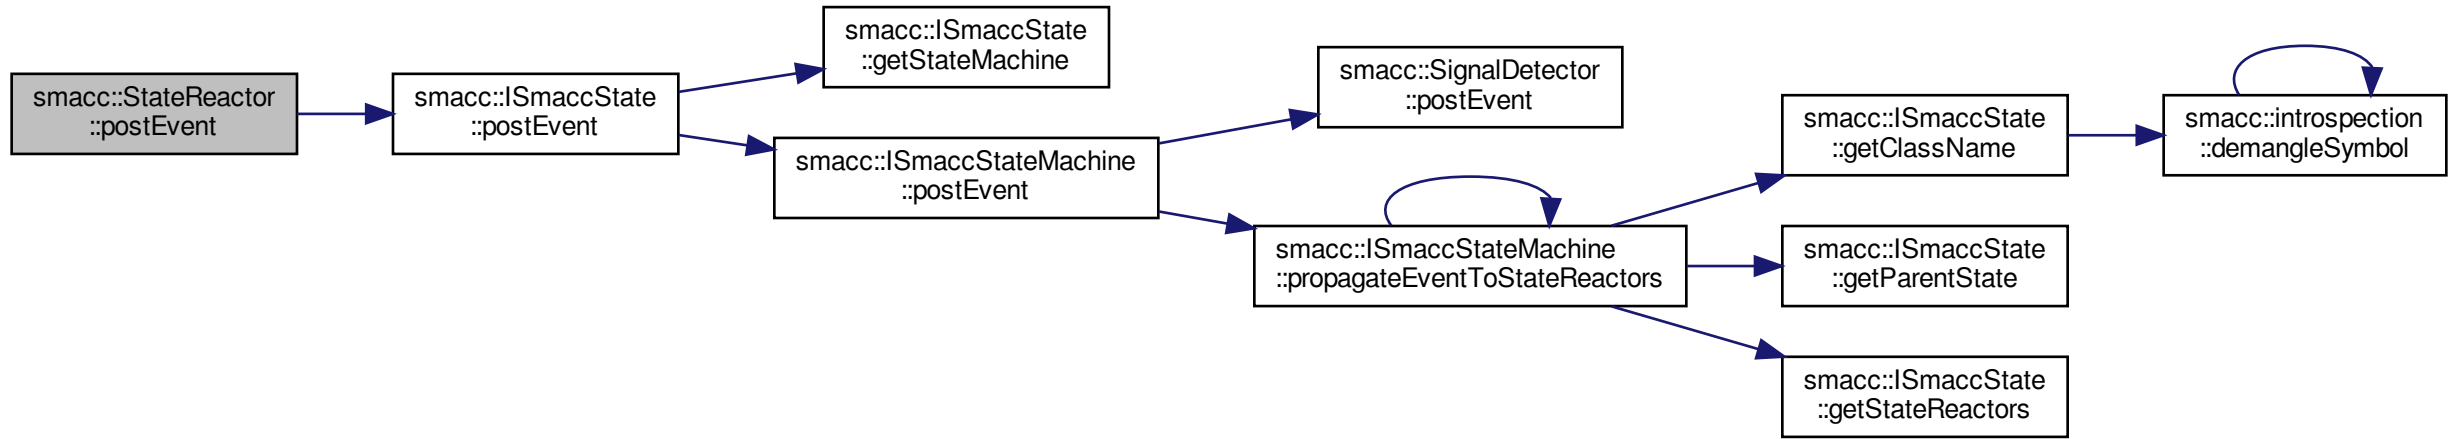 smacc::StateReactor
::postEvent
smacc::ISmaccState
::postEvent
smacc::ISmaccState
::getStateMachine
smacc::ISmaccStateMachine
::postEvent
smacc::SignalDetector
::postEvent
smacc::ISmaccStateMachine
::propagateEventToStateReactors
smacc::ISmaccState
::getClassName
smacc::introspection
::demangleSymbol
smacc::ISmaccState
::getParentState
smacc::ISmaccState
::getStateReactors